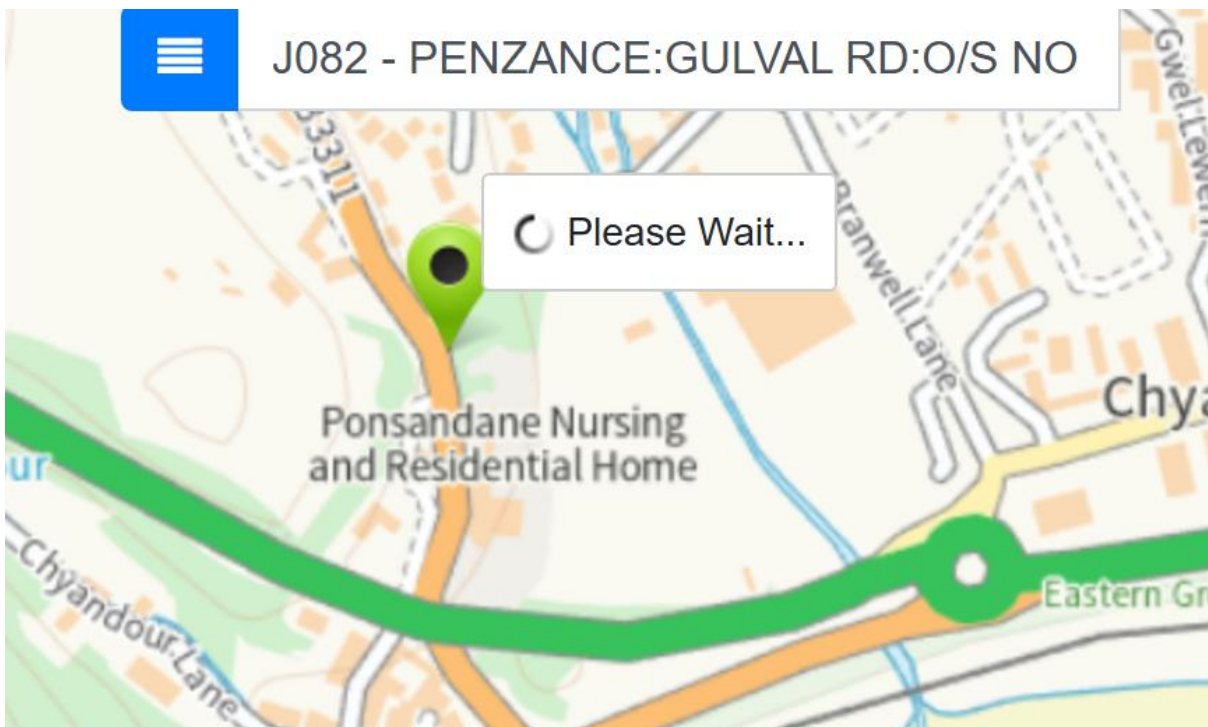 J082 - PENZANCE:GULVAL RD:O/S NO
B3311
Please Wait...
Branwell Lane
Ponsandane Nursing
and Residential Home
Chya
ur
Chyandour Lane
Eastern Gr